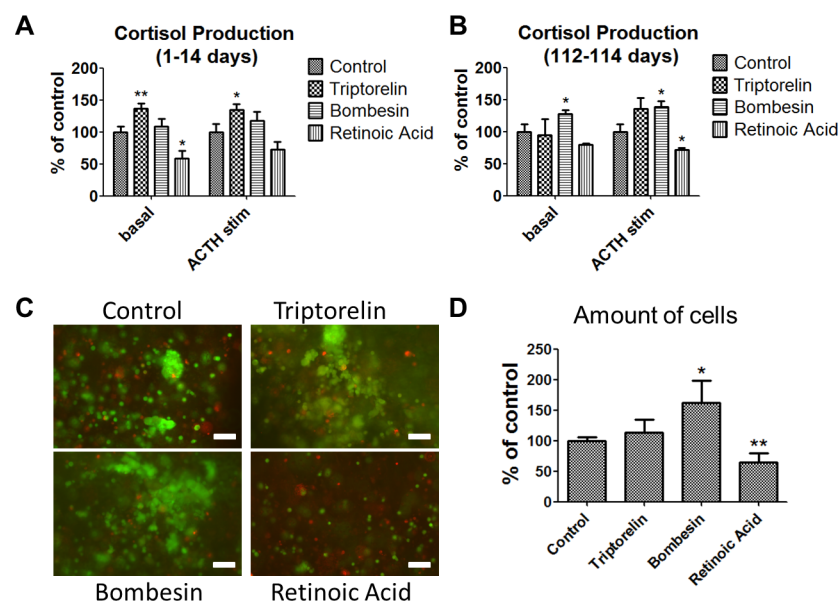 A
Cortisol Production
(1-14 days)
Control
Triptorelin
Bombesin
Retinoic Acid
% of control
200
150
100
50
0
**
*
*
basal
ACTH stim
B
Cortisol Production
(112-114 days)
Control
Triptorelin
Bombesin
Retinoic Acid
% of control
200
150
100
50
0
*
*
*
basal
ACTH stim
C
Control
Triptorelin
Bombesin
Retinoic Acid
D
Amount of cells
% of control
250
200
150
100
50
0
*
**
Control
Triptorelin
Bombesin
Retinoic Acid